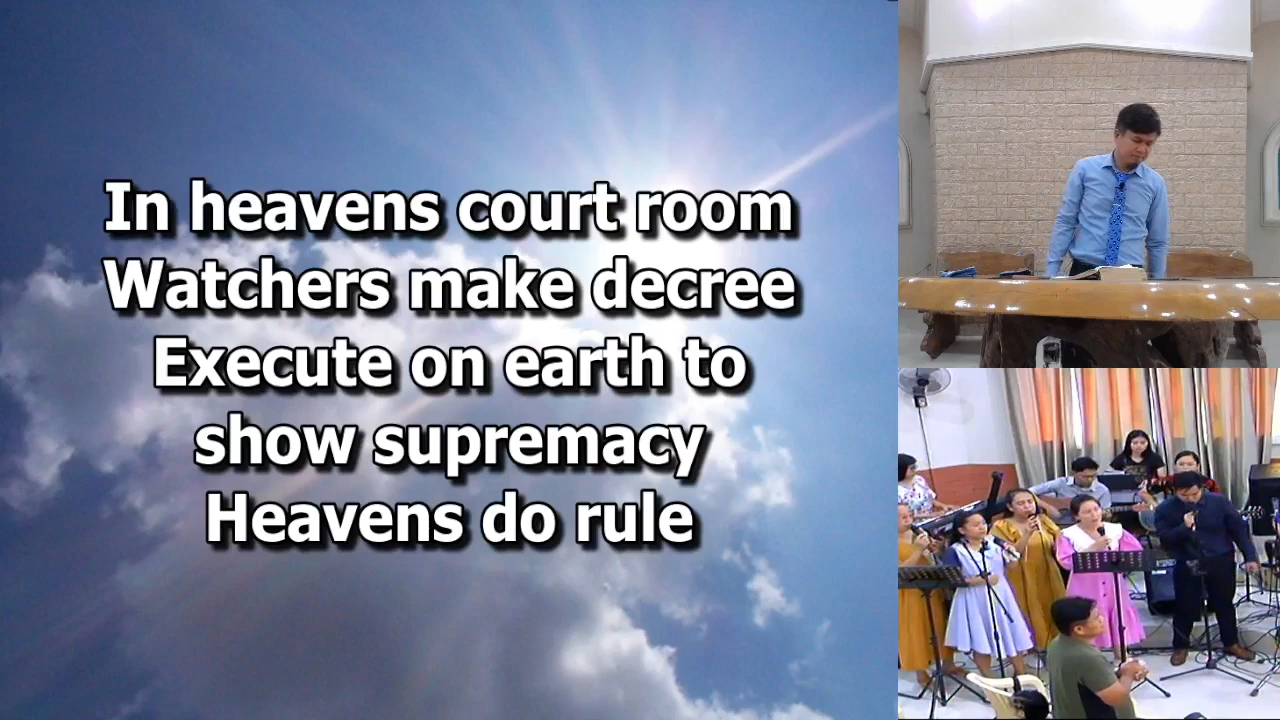 In heavens court room
Watchers make decree
Execute on earth to
show supremacy
Heavens do rule